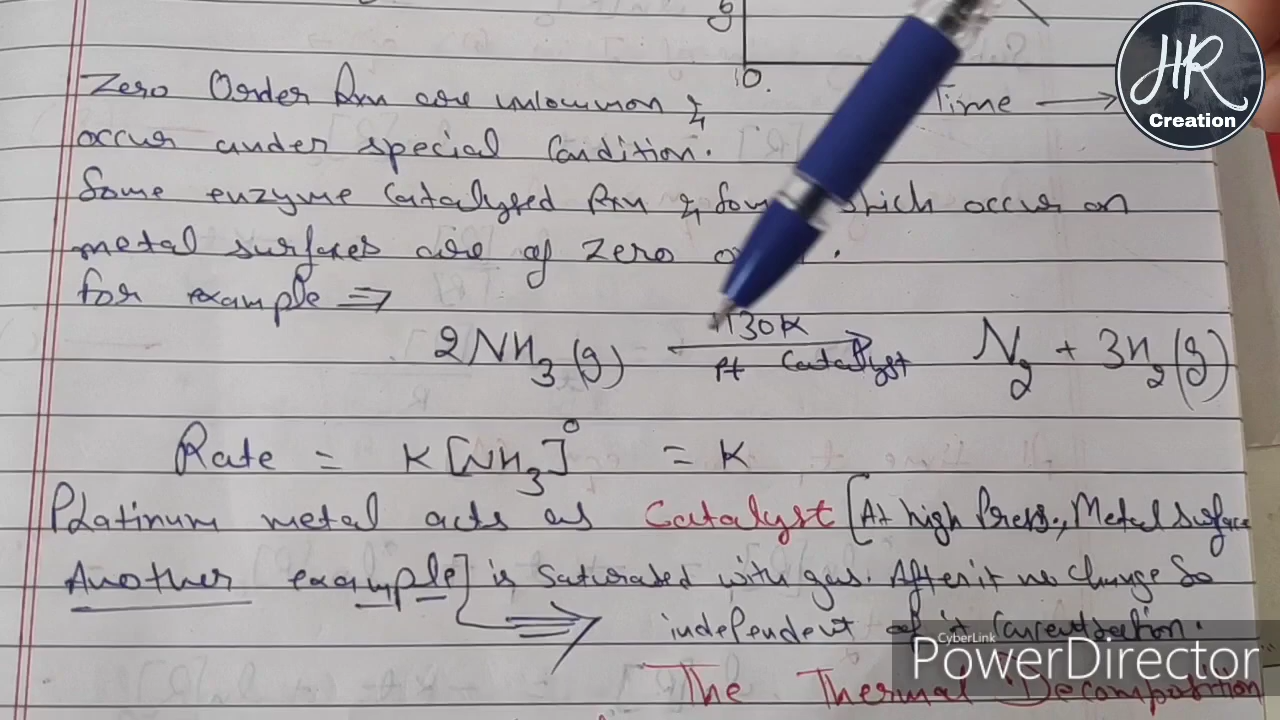 HR
Creation
10.
Time →
Zero Order Rxn are unlommon &
occur under special Condition.
Some enzyme Catalysed Rxn & which occur on
metal surfaces are of Zero
for example ⇒
2NH3(g) 1130K Pt Catalyst N2 + 3H2(g)
Rate = K[NH3]° = K
Platinum metal acts as Catalyst [At high Press., Metal Surface
Another example] is Saturated with gas. After it no Change So
independent of it Concentration.
CyberLink
PowerDirector
The Thermal Decomposition